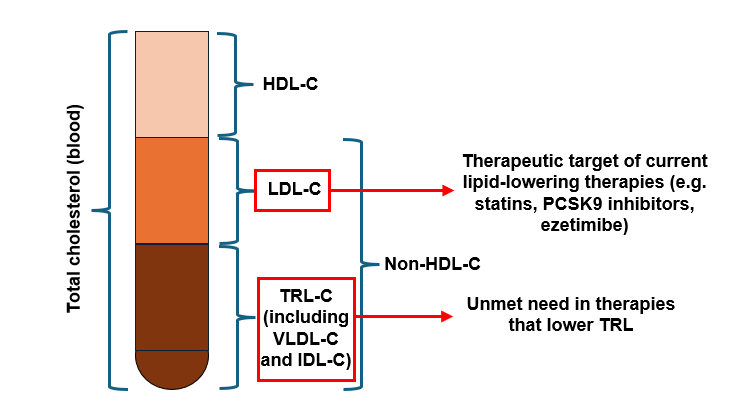 Total cholesterol (blood)
HDL-C
LDL-C
Therapeutic target of current
lipid-lowering therapies (e.g.
statins, PCSK9 inhibitors,
ezetimibe)
Non-HDL-C
TRL-C
(including
VLDL-C
and IDL-C)
Unmet need in therapies
that lower TRL